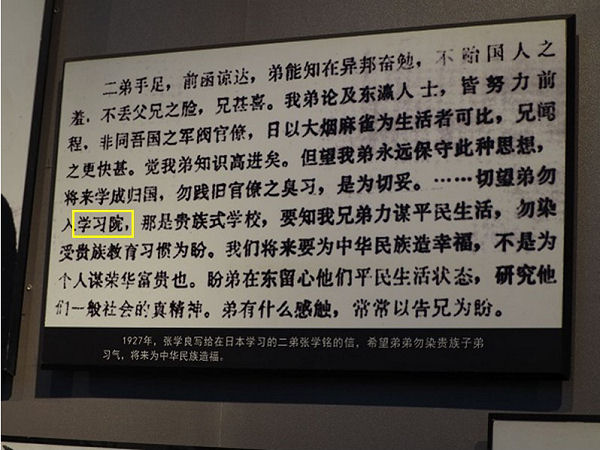 二弟手足，前函谅达，弟能知在异邦奋勉，不贻国人之
羞，不丢父兄之脸，兄甚喜。我弟论及东瀛人士，皆努力前
程，非同吾国之军阀官僚，日以大烟麻雀为生活者可比，兄闻
之更快甚。觉我弟知识高进矣。但望我弟永远保守此种思想，
将来学成归国，勿践旧官僚之臭习，是为切妥。……切望弟勿
入学习院，那是贵族式学校，要知我兄弟力谋平民生活，勿染
受贵族教育习惯为盼。我们将来要为中华民族造幸福，不是为
个人谋荣华富贵也。盼弟在东留心他们平民生活状态，研究他
们一般社会的真精神。弟有什么感触，常常以告兄为盼。
1927年，张学良写给在日本学习的二弟张学铭的信，希望弟弟勿染贵族子弟
习气，将来为中华民族造福。